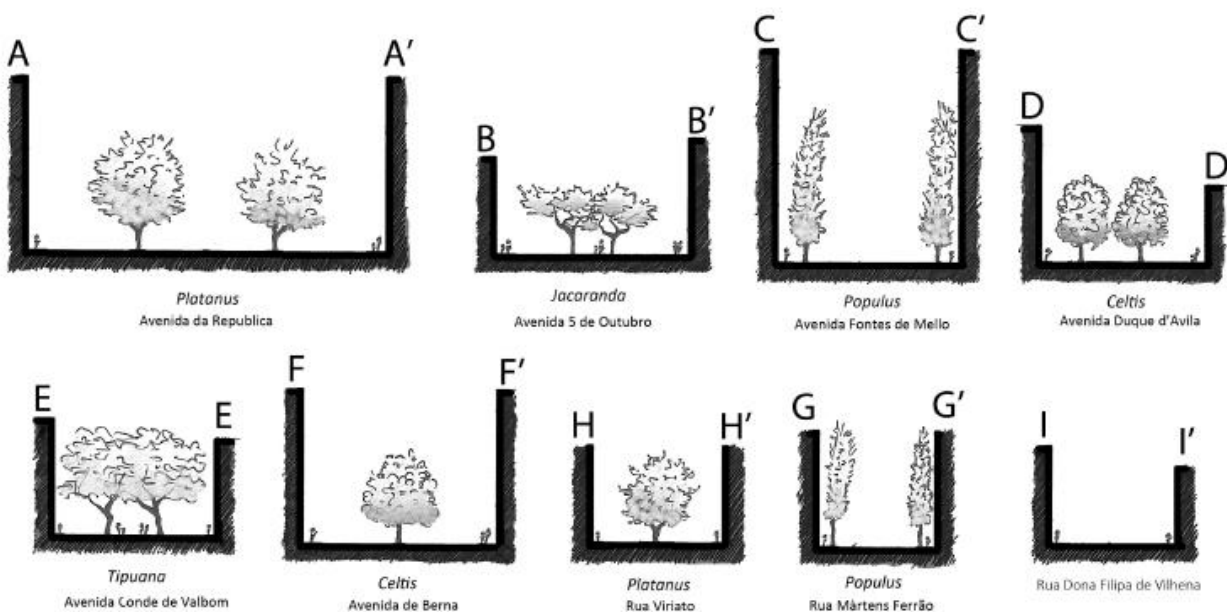 A A’
Platanus
Avenida da Republica
B B’
Jacaranda
Avenida 5 de Outubro
C C’
Populus
Avenida Fontes de Mello
D D
Celtis
Avenida Duque d’Avila
E E
Tipuana
Avenida Conde de Valbom
F F’
Celtis
Avenida de Berna
H H’
Platanus
Rua Viriato
G G’
Populus
Rua Màrtens Ferrão
I I’
Rua Dona Filipa de Vilhena